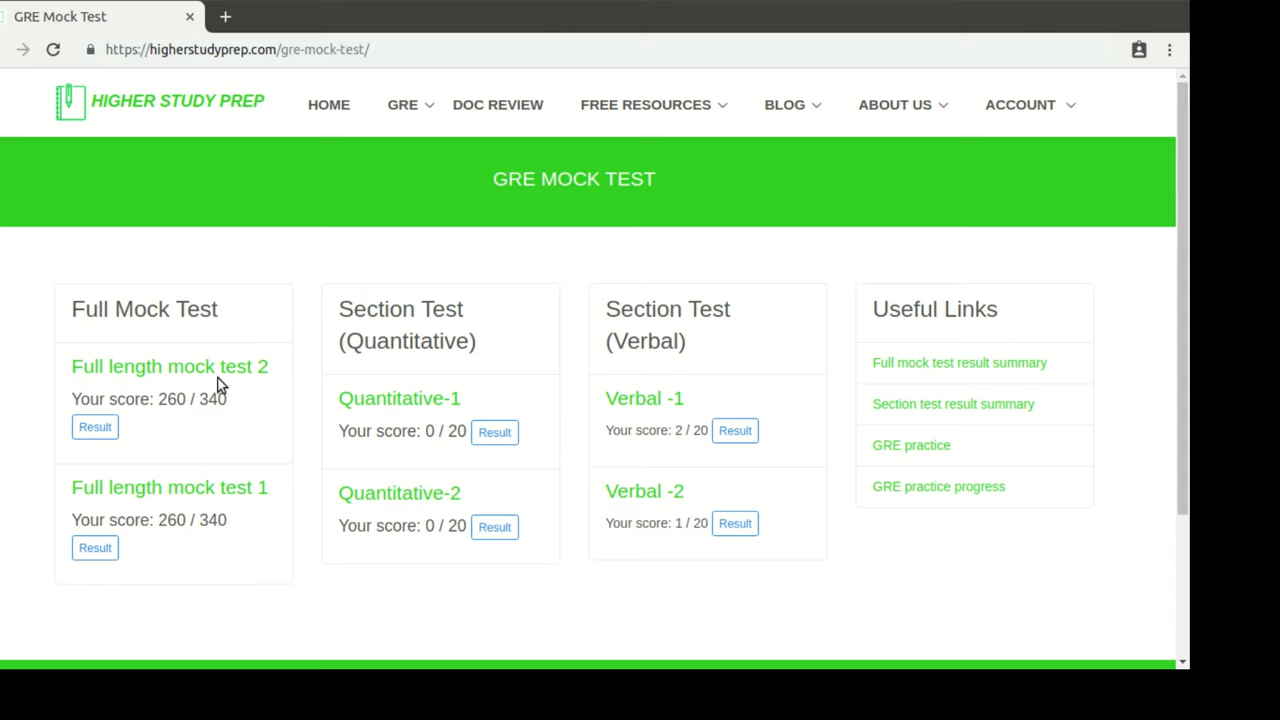 GRE Mock Test
https://higherstudyprep.com/gre-mock-test/
HIGHER STUDY PREP
HOME
GRE
DOC REVIEW
FREE RESOURCES
BLOG
ABOUT US
ACCOUNT
GRE MOCK TEST
Full Mock Test
Full length mock test 2
Your score: 260 / 340
Result
Full length mock test 1
Your score: 260 / 340
Result
Section Test
(Quantitative)
Quantitative-1
Your score: 0 / 20 Result
Quantitative-2
Your score: 0 / 20 Result
Section Test
(Verbal)
Verbal -1
Your score: 2 / 20 Result
Verbal -2
Your score: 1 / 20 Result
Useful Links
Full mock test result summary
Section test result summary
GRE practice
GRE practice progress